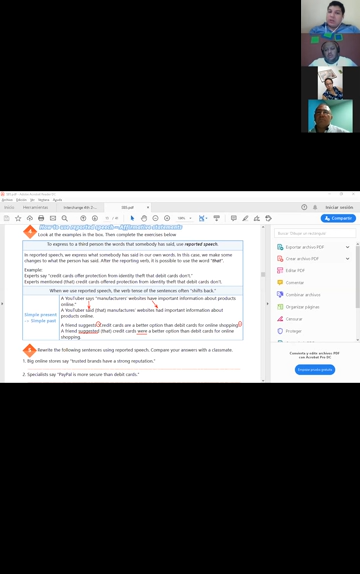 Inicio
Herramientas
Iniciar sesión
Compartir
4 How to use reported speech – Affirmative statements
Look at the examples in the box. Then complete the exercises below.
To express to a third person the words that somebody has said, use reported speech.
In reported speech, we express what somebody has said in our own words. In this case, we make some
changes to what the person has said. After the reporting verb, it is possible to use the word "that".
Example:
Experts say "credit cards offer protection from identity theft that debit cards don't."
Experts mentioned (that) credit cards offered protection from identity theft that debit cards didn't.
When we use reported speech, the verb tense of the sentences often "shifts back."
Simple present
→ Simple past
A YouTuber says "manufacturers' websites have important information about products
online."
A YouTuber said (that) manufacturers' websites had important information about
products online.
A friend suggests credit cards are a better option than debit cards for online shopping
A friend suggested (that) credit cards were a better option than debit cards for online
shopping.
5 Rewrite the following sentences using reported speech. Compare your answers with a classmate.
1. Big online stores say "trusted brands have a strong reputation."
2. Specialists say "PayPal is more secure than debit cards."
Exportar archivo PDF
Crear archivo PDF
Editar PDF
Comentar
Combinar archivos
Organizar páginas
Censurar
Proteger